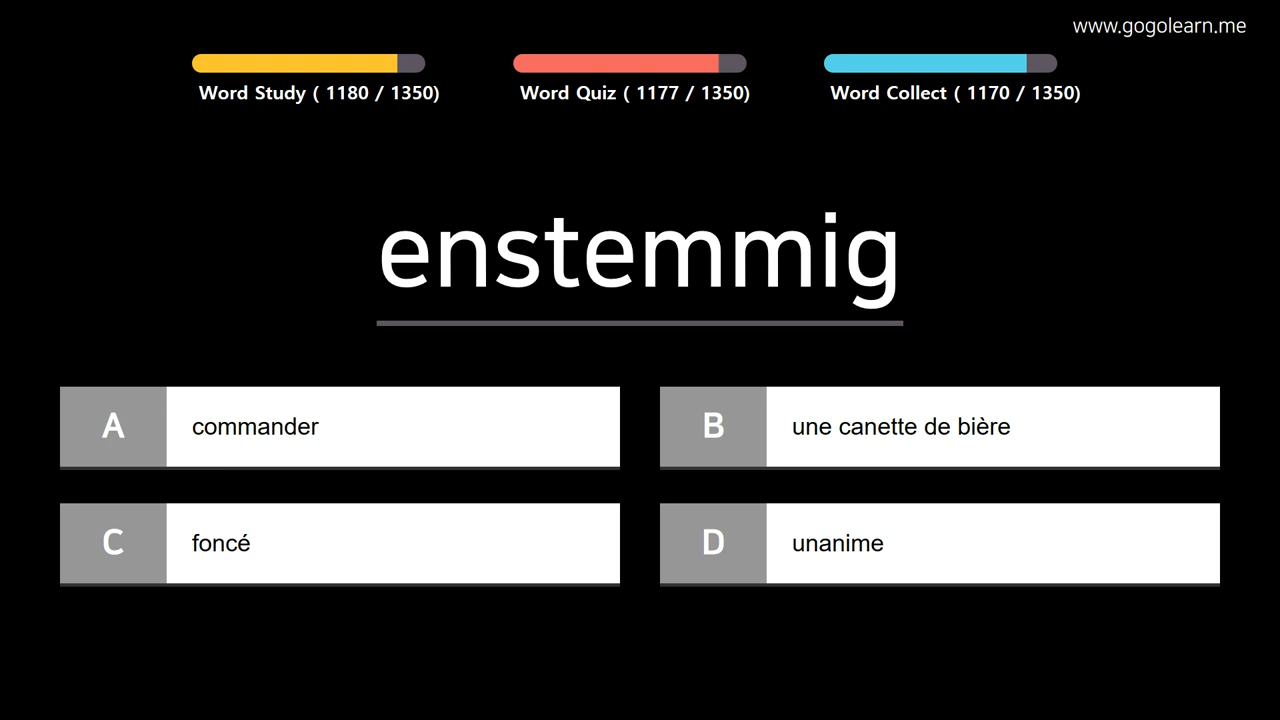 www.gogolearn.me
Word Study ( 1180 / 1350)
Word Quiz ( 1177 / 1350)
Word Collect ( 1170 / 1350)
enstemmig
A commander
B une canette de bière
C foncé
D unanime